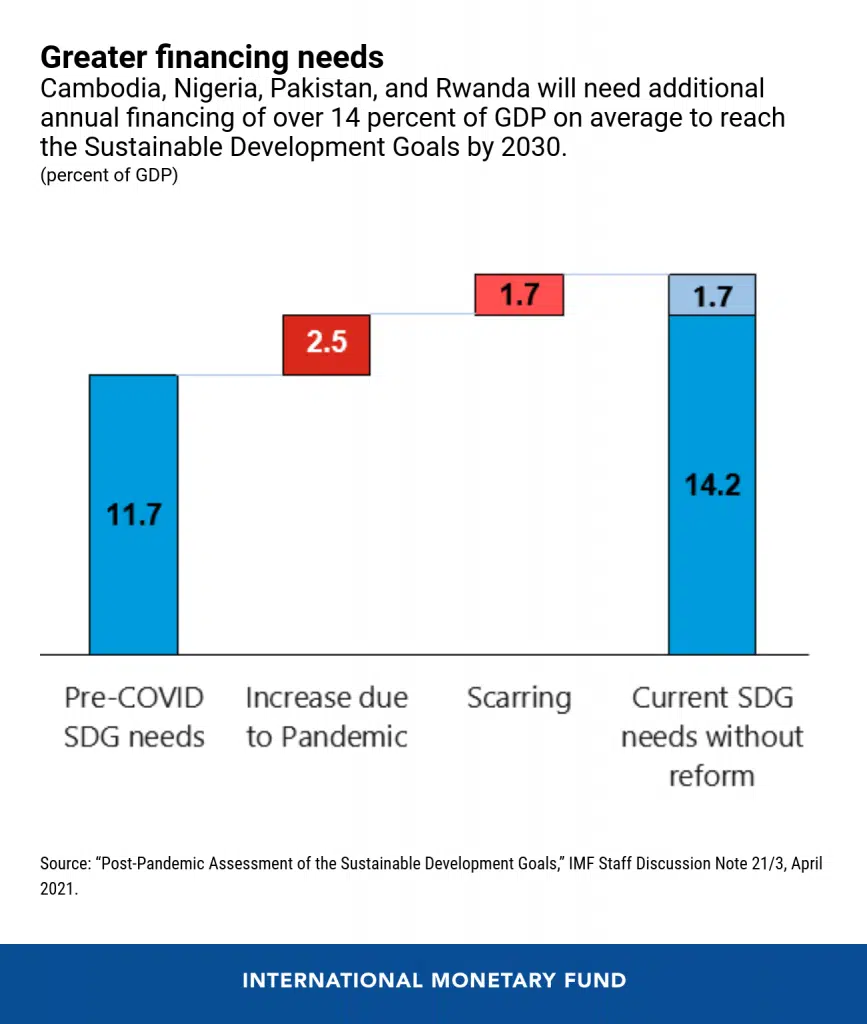 Greater financing needs
Cambodia, Nigeria, Pakistan, and Rwanda will need additional
annual financing of over 14 percent of GDP on average to reach
the Sustainable Development Goals by 2030.
(percent of GDP)
1.7
1.7
2.5
14.2
11.7
Pre-COVID
SDG needs
Increase due
to Pandemic
Scarring
Current SDG
needs without
reform
Source: “Post-Pandemic Assessment of the Sustainable Development Goals,” IMF Staff Discussion Note 21/3, April
2021.
INTERNATIONAL MONETARY FUND